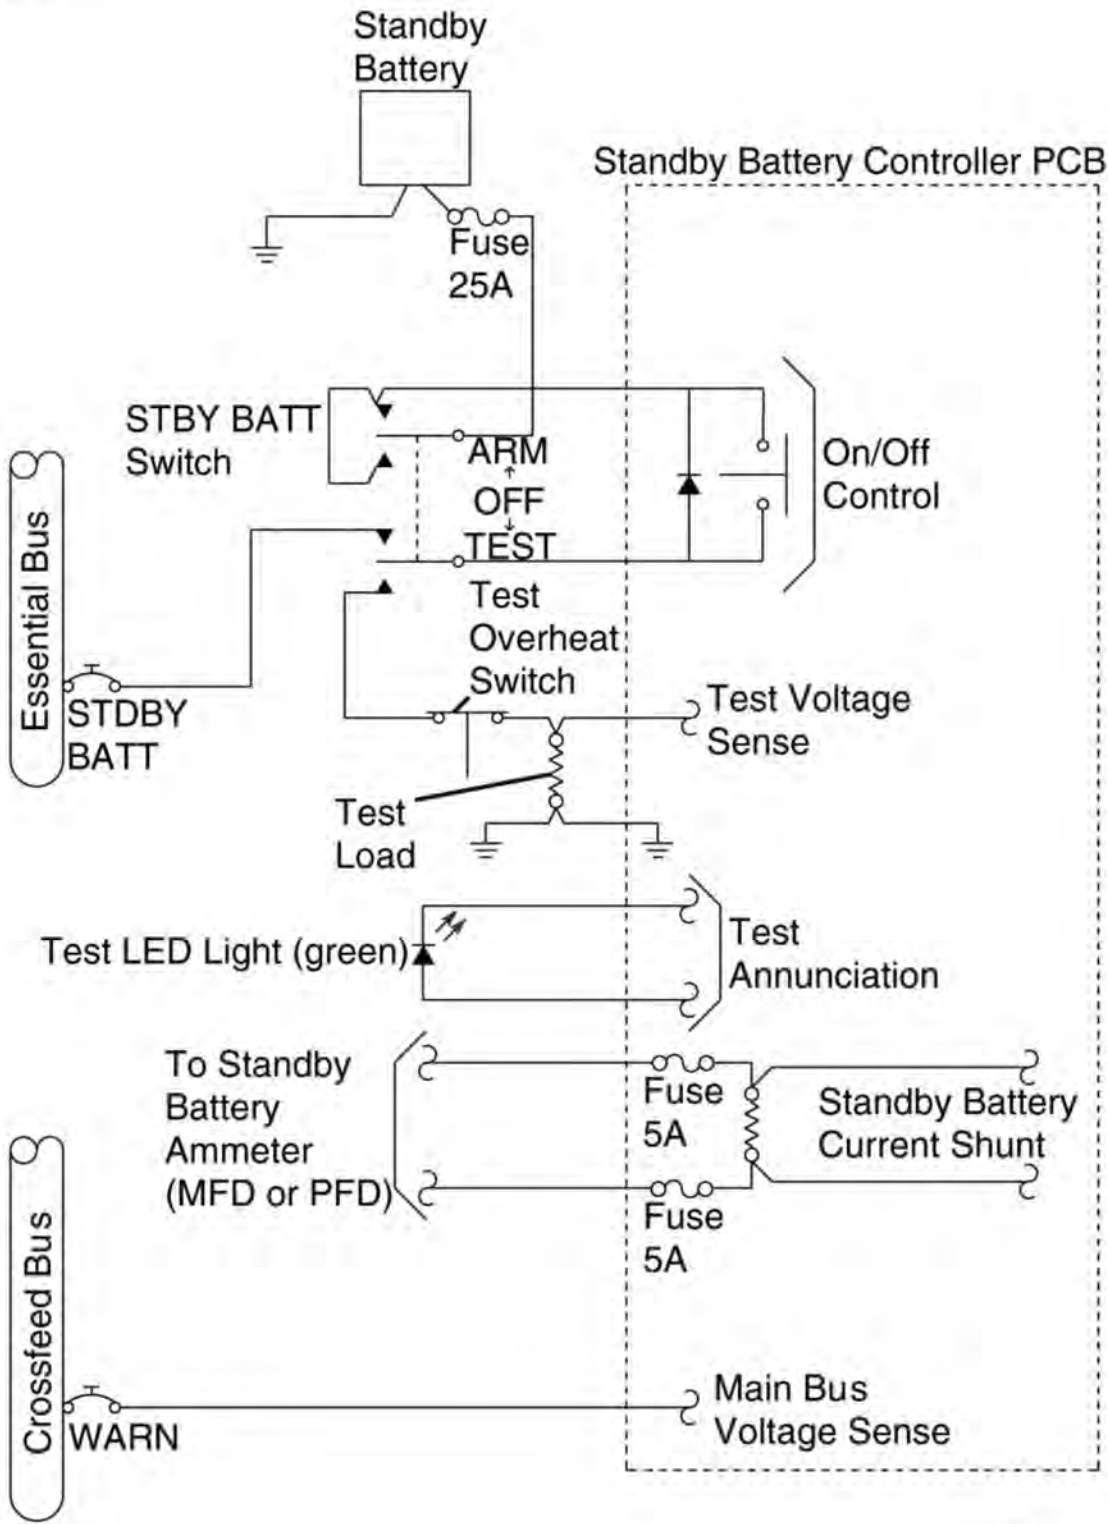 Standby
Battery
Standby Battery Controller PCB
Fuse
25A
STBY BATT
Switch
ARM
OFF
TEST
On/Off
Control
Essential Bus
STDBY
BATT
Test
Overheat
Switch
Test Voltage
Sense
Test
Load
Test LED Light (green)
Test
Annunciation
To Standby
Battery
Ammeter
(MFD or PFD)
Fuse
5A
Fuse
5A
Standby Battery
Current Shunt
Crossfeed Bus
WARN
Main Bus
Voltage Sense